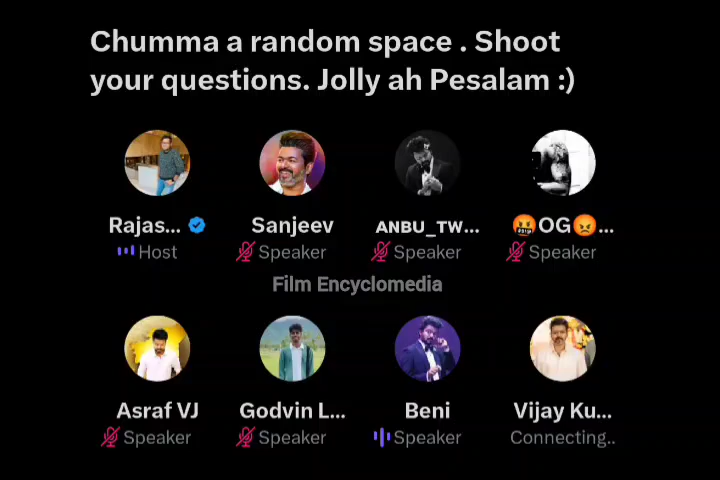 Chumma a random space . Shoot
your questions. Jolly ah Pesalam :)
Rajas... Sanjeev ᴀɴʙᴜ_ᴛᴡ... 🤬OG😡...
Host Speaker Speaker Speaker
Film Encyclomedia
Asraf VJ Godvin L... Beni Vijay Ku...
Speaker Speaker Speaker Connecting..